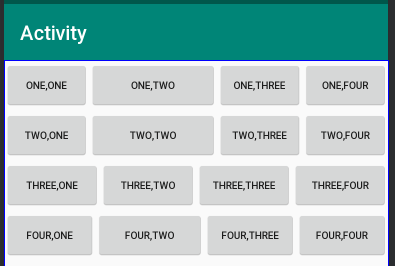 Activity
ONE,ONE ONE,TWO ONE,THREE ONE,FOUR
TWO,ONE TWO,TWO TWO,THREE TWO,FOUR
THREE,ONE THREE,TWO THREE,THREE THREE,FOUR
FOUR,ONE FOUR,TWO FOUR,THREE FOUR,FOUR